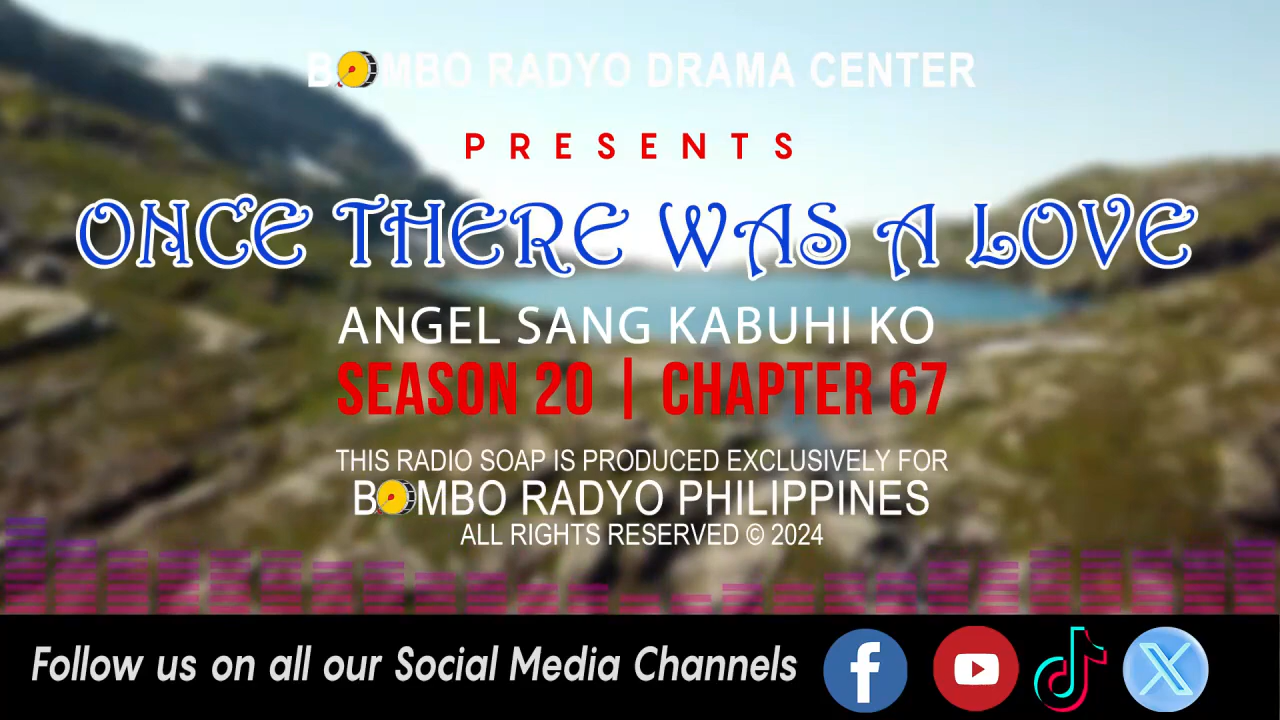 BOMBO RADYO DRAMA CENTER
PRESENTS
ONCE THERE WAS A LOVE
ANGEL SANG KABUHI KO
SEASON 20 | CHAPTER 67
THIS RADIO SOAP IS PRODUCED EXCLUSIVELY FOR
BOMBO RADYO PHILIPPINES
ALL RIGHTS RESERVED © 2024
Follow us on all our Social Media Channels